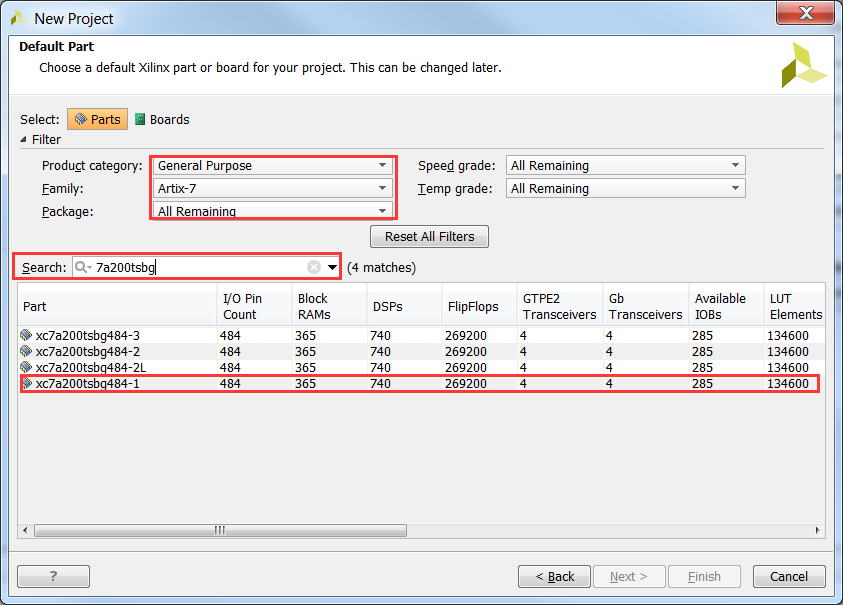 New Project
Default Part
Choose a default Xilinx part or board for your project. This can be changed later.
Select: Parts Boards
Filter
Product category: General Purpose Speed grade: All Remaining
Family: Artix-7 Temp grade: All Remaining
Package: All Remaining
Reset All Filters
Search: 7a200tsbg (4 matches)
Part I/O Pin Count Block RAMs DSPs FlipFlops GTPE2 Transceivers Gb Transceivers Available IOBs LUT Elements
xc7a200tsbg484-3 484 365 740 269200 4 4 285 134600
xc7a200tsbg484-2 484 365 740 269200 4 4 285 134600
xc7a200tsbg484-2L 484 365 740 269200 4 4 285 134600
xc7a200tsbg484-1 484 365 740 269200 4 4 285 134600
? < Back Next > Finish Cancel